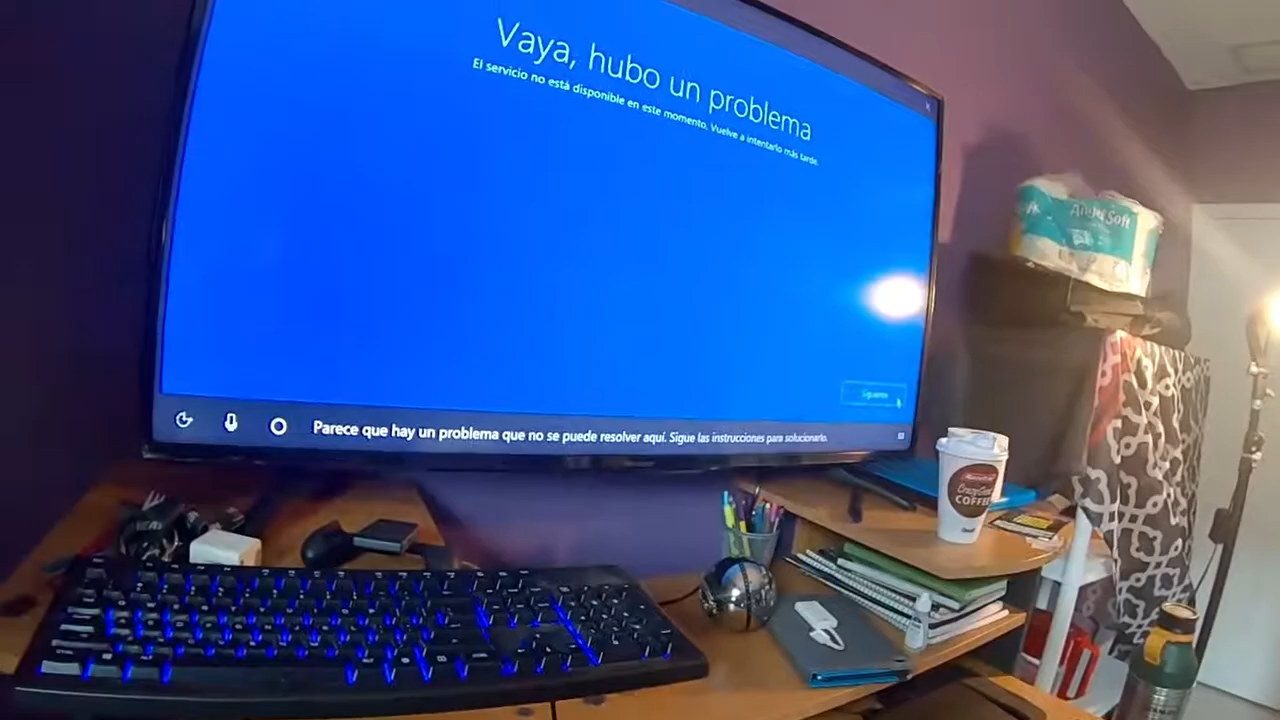 Vaya, hubo un problema
El servicio no está disponible en este momento. Vuelve a intentarlo más tarde.
Siguiente
Parece que hay un problema que no se puede resolver aquí. Sigue las instrucciones para solucionarlo.
Angel Soft
COFFEE